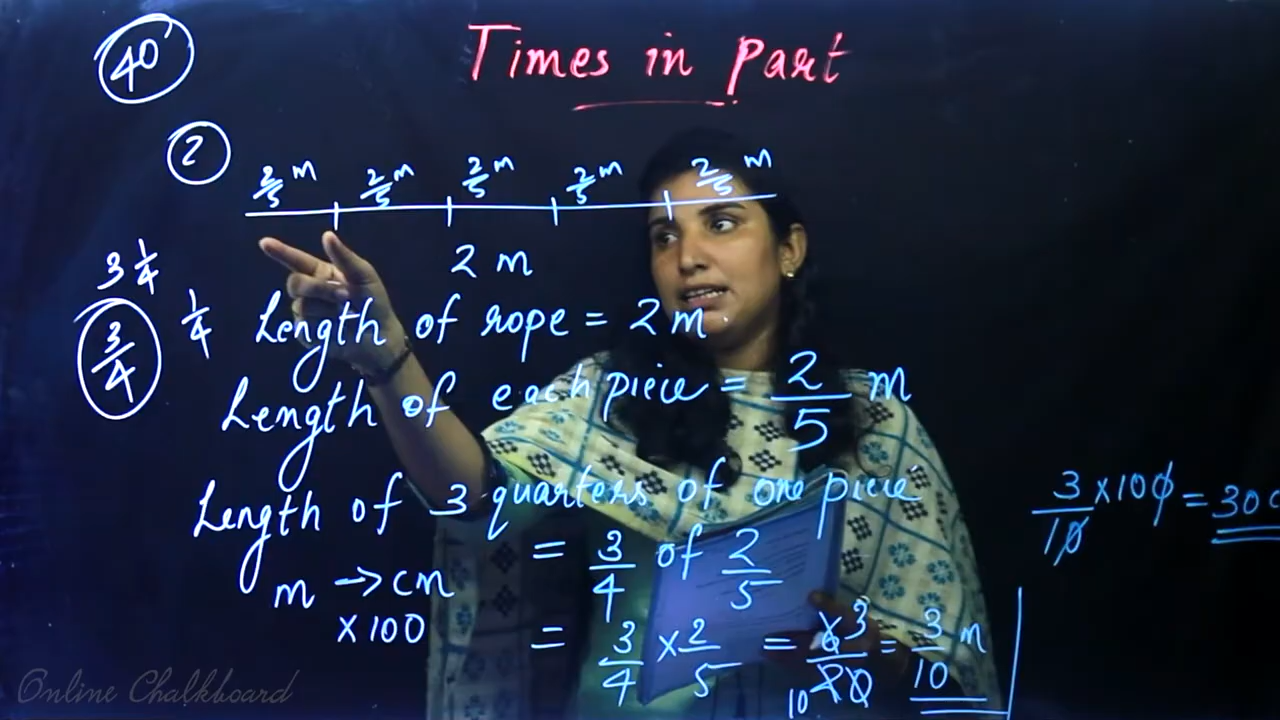 40
Times in part
2
2/5 m 2/5 m 2/5 m 2/5 m 2/5 m
2 m
3 1/4
3/4 1/4
Length of rope = 2 m
Length of each piece = 2/5 m
Length of 3 quarters of one piece
= 3/4 of 2/5
m → cm
× 100
= 3/4 × 2/5 = 6 3/20 10 = 3/10 m
3/10 × 100 = 30c
Online Chalkboard